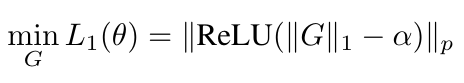 min_G L_1(θ) = ‖ReLU(‖G‖_1 − α)‖_p